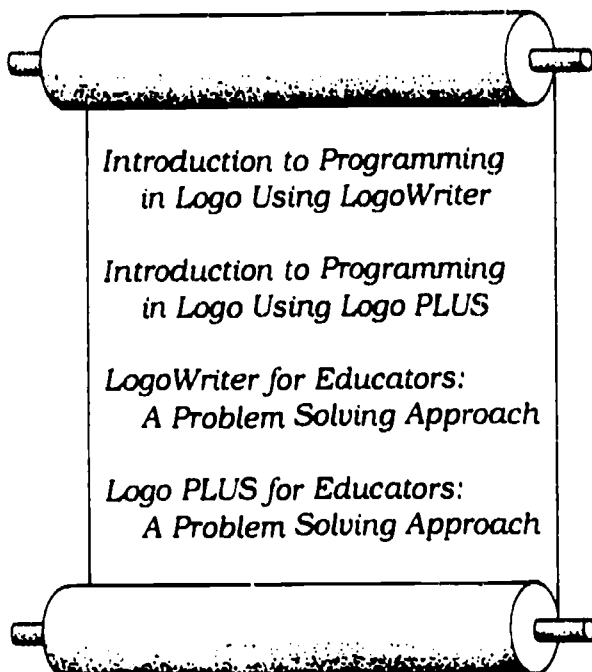 Introduction to Programming
in Logo Using LogoWriter
Introduction to Programming
in Logo Using Logo PLUS
LogoWriter for Educators:
A Problem Solving Approach
Logo PLUS for Educators:
A Problem Solving Approach